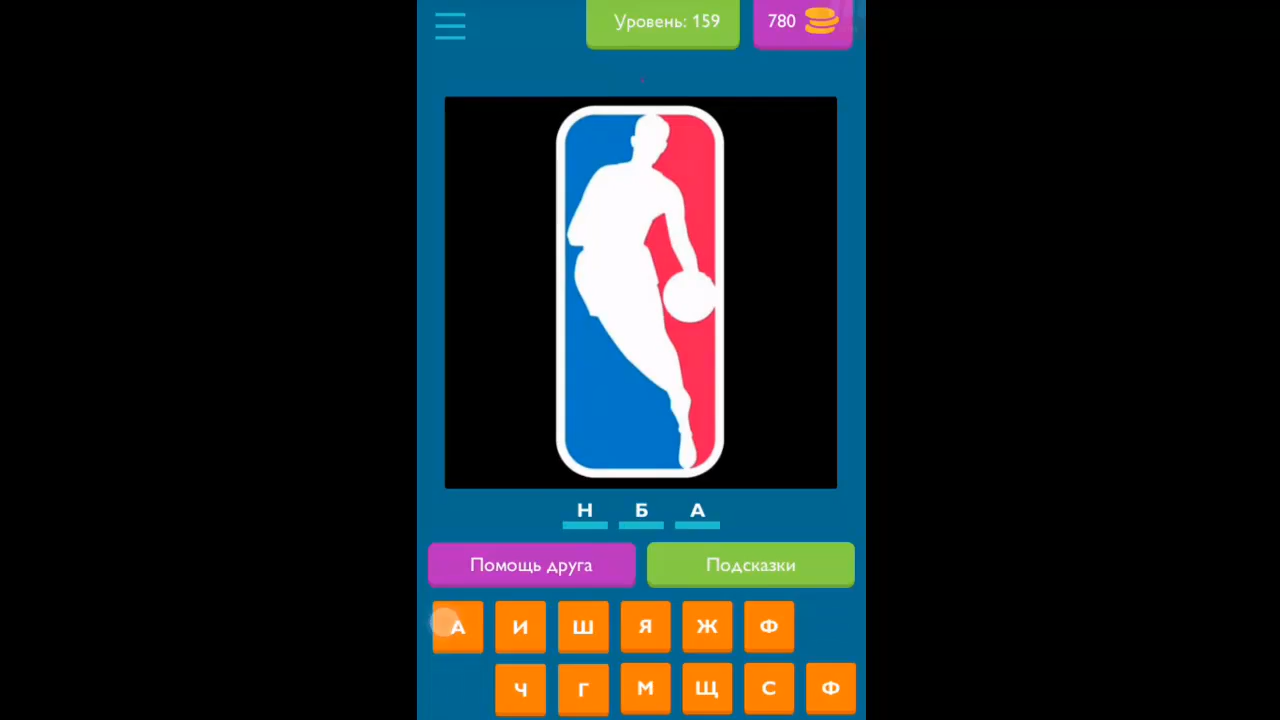 Уровень: 159 780
Н Б А
Помощь друга Подсказки
А И Ш Я Ж Ф
Ч Г М Щ С Ф